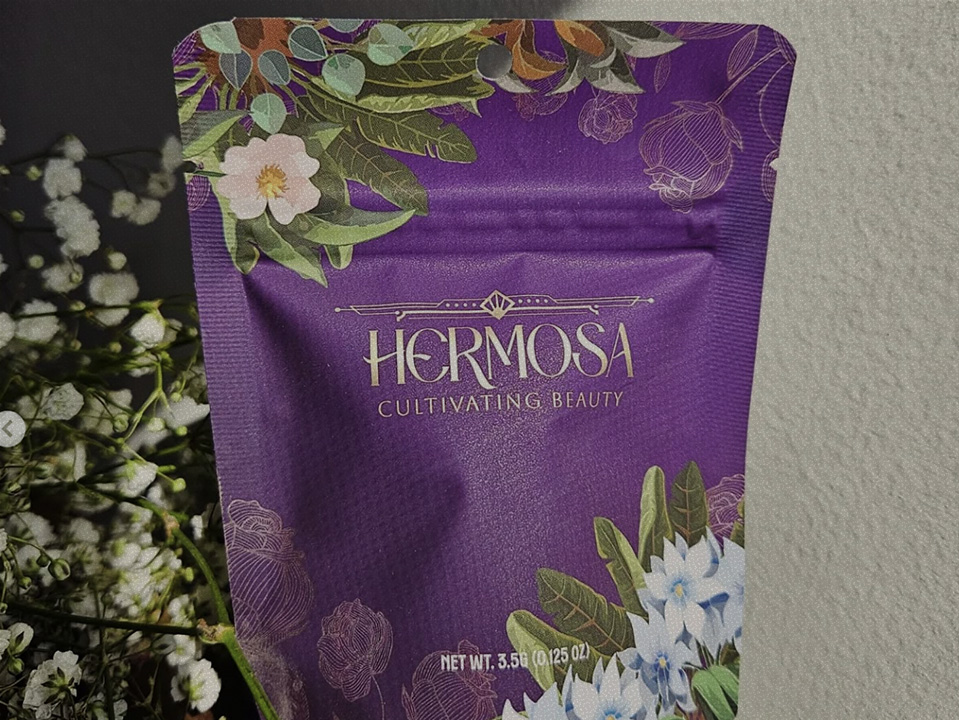 HERMOSA
CULTIVATING BEAUTY
NET WT. 3.5G (0.125 OZ)